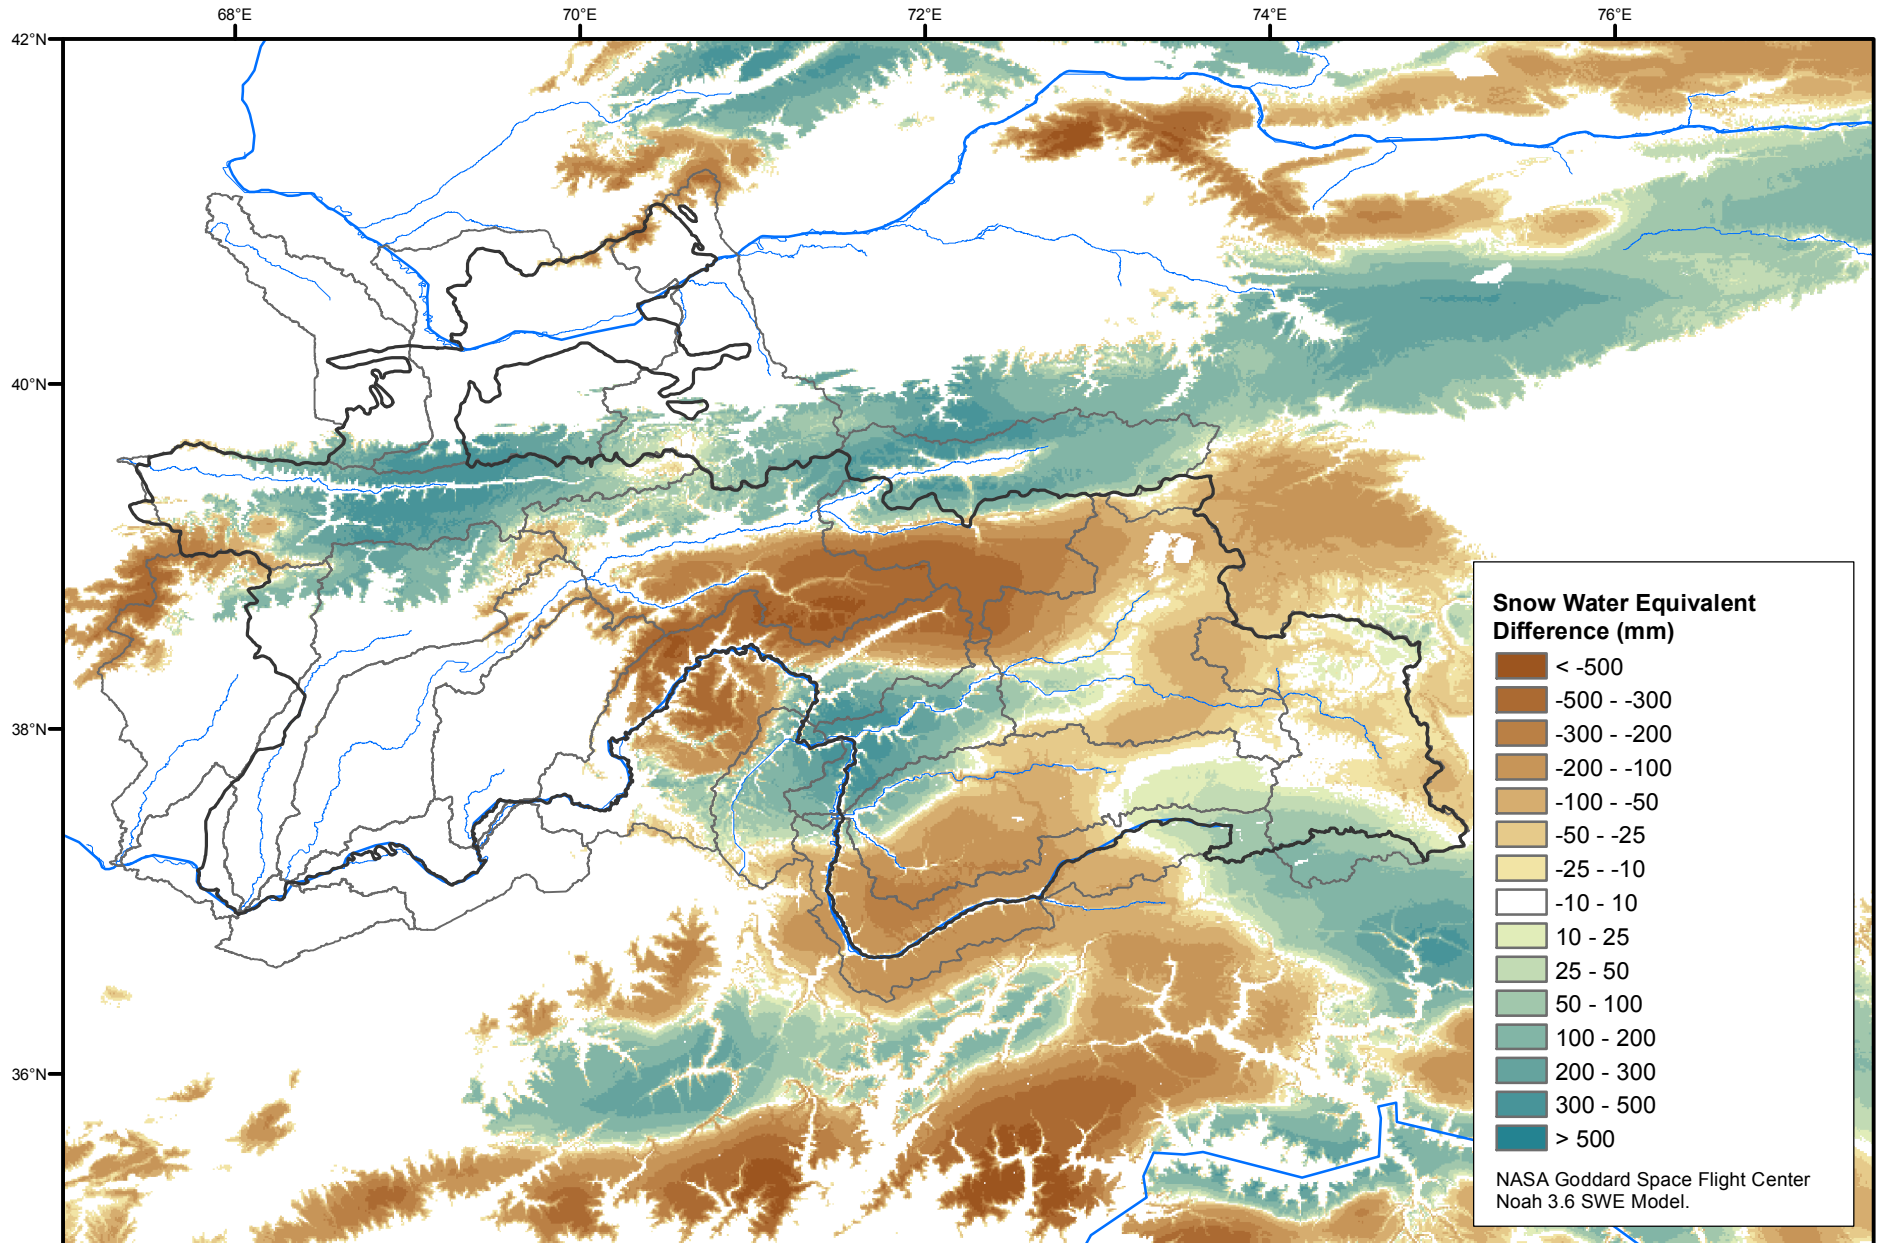 68°E 70°E 72°E 74°E 76°E
42°N
40°N
38°N
36°N
Snow Water Equivalent
Difference (mm)
< -500
-500 - -300
-300 - -200
-200 - -100
-100 - -50
-50 - -25
-25 - -10
-10 - 10
10 - 25
25 - 50
50 - 100
100 - 200
200 - 300
300 - 500
> 500
NASA Goddard Space Flight Center
Noah 3.6 SWE Model.